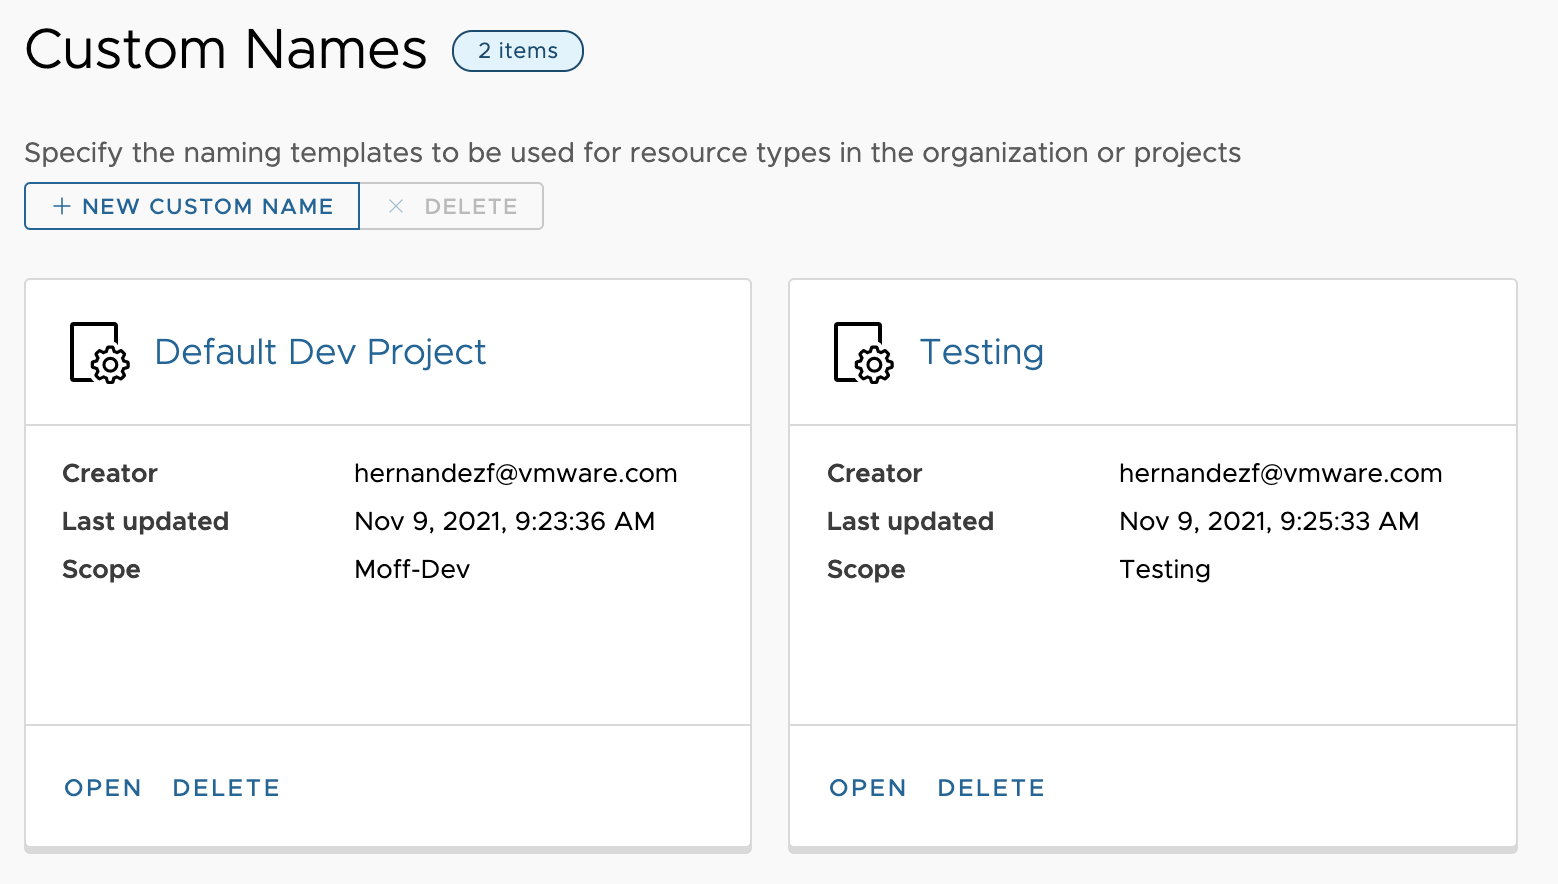 Custom Names 2 items
Specify the naming templates to be used for resource types in the organization or projects
+ NEW CUSTOM NAME × DELETE
Default Dev Project
Creator hernandezf@vmware.com
Last updated Nov 9, 2021, 9:23:36 AM
Scope Moff-Dev
OPEN DELETE
Testing
Creator hernandezf@vmware.com
Last updated Nov 9, 2021, 9:25:33 AM
Scope Testing
OPEN DELETE